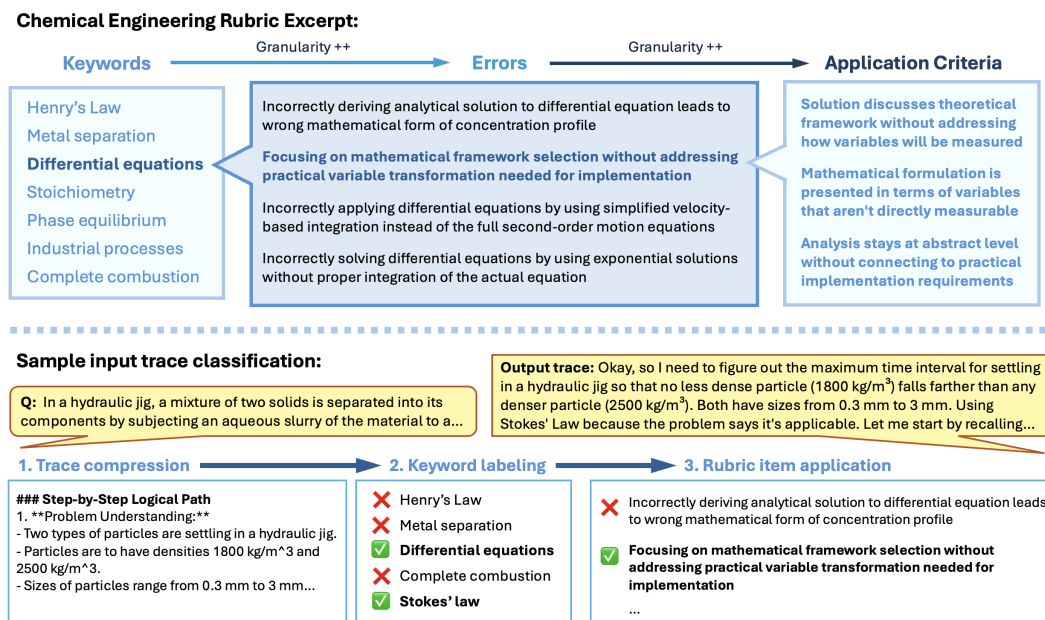 Chemical Engineering Rubric Excerpt:
Granularity ++
Granularity ++
Keywords
Errors
Application Criteria
Henry's Law
Metal separation
Differential equations
Stoichiometry
Phase equilibrium
Industrial processes
Complete combustion
Incorrectly deriving analytical solution to differential equation leads to
wrong mathematical form of concentration profile
Focusing on mathematical framework selection without addressing
practical variable transformation needed for implementation
Incorrectly applying differential equations by using simplified velocity-
based integration instead of the full second-order motion equations
Incorrectly solving differential equations by using exponential solutions
without proper integration of the actual equation
Solution discusses theoretical
framework without addressing
how variables will be measured
Mathematical formulation is
presented in terms of variables
that aren't directly measurable
Analysis stays at abstract level
without connecting to practical
implementation requirements
Sample input trace classification:
Q: In a hydraulic jig, a mixture of two solids is separated into its
components by subjecting an aqueous slurry of the material to a...
Output trace: Okay, so I need to figure out the maximum time interval for settling
in a hydraulic jig so that no less dense particle (1800 kg/m³) falls farther than any
denser particle (2500 kg/m³). Both have sizes from 0.3 mm to 3 mm. Using
Stokes' Law because the problem says it's applicable. Let me start by recalling...
1. Trace compression
2. Keyword labeling
3. Rubric item application
### Step-by-Step Logical Path
1. **Problem Understanding:**
- Two types of particles are settling in a hydraulic jig.
- Particles are to have densities 1800 kg/m^3 and
2500 kg/m^3.
- Sizes of particles range from 0.3 mm to 3 mm...
Henry's Law
Metal separation
Differential equations
Complete combustion
Stokes' law
Incorrectly deriving analytical solution to differential equation leads
to wrong mathematical form of concentration profile
Focusing on mathematical framework selection without
addressing practical variable transformation needed for
implementation
...